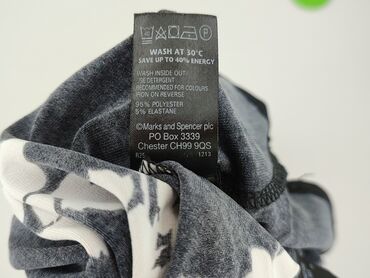 WASH AT 30°C
SAVE UP TO 40% ENERGY
WASH INSIDE OUT
USE DETERGENT
RECOMMENDED FOR COLOURS
IRON ON REVERSE
95% POLYESTER
5% ELASTANE
©Marks and Spencer plc
PO Box 3339
Chester CH99 9QS
1213